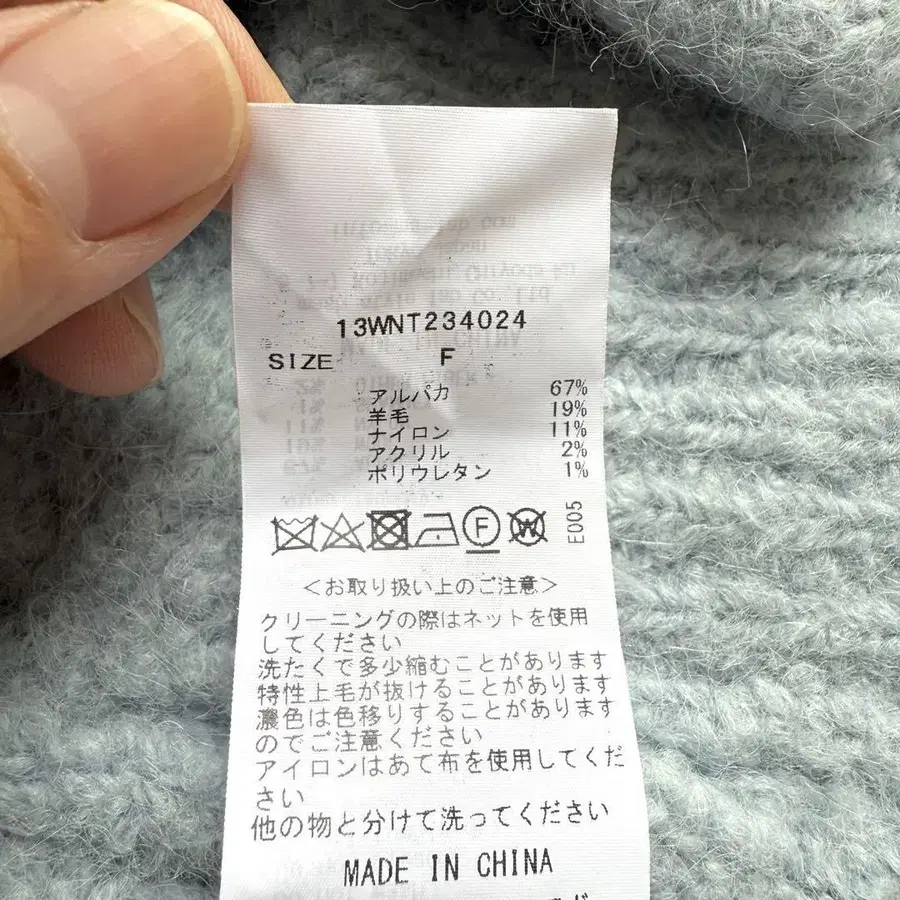 13WNT234024
SIZE F
アルパカ 67%
羊毛 19%
ナイロン 11%
アクリル 2%
ポリウレタン 1%
F W E005
<お取り扱い上のご注意>
クリーニングの際はネットを使用
してください
洗たくで多少縮むことがあります
特性上毛が抜けることがあります
濃色は色移りすることがあります
のでご注意ください
アイロンはあて布を使用してくだ
さい
他の物と分けて洗ってください
MADE IN CHINA